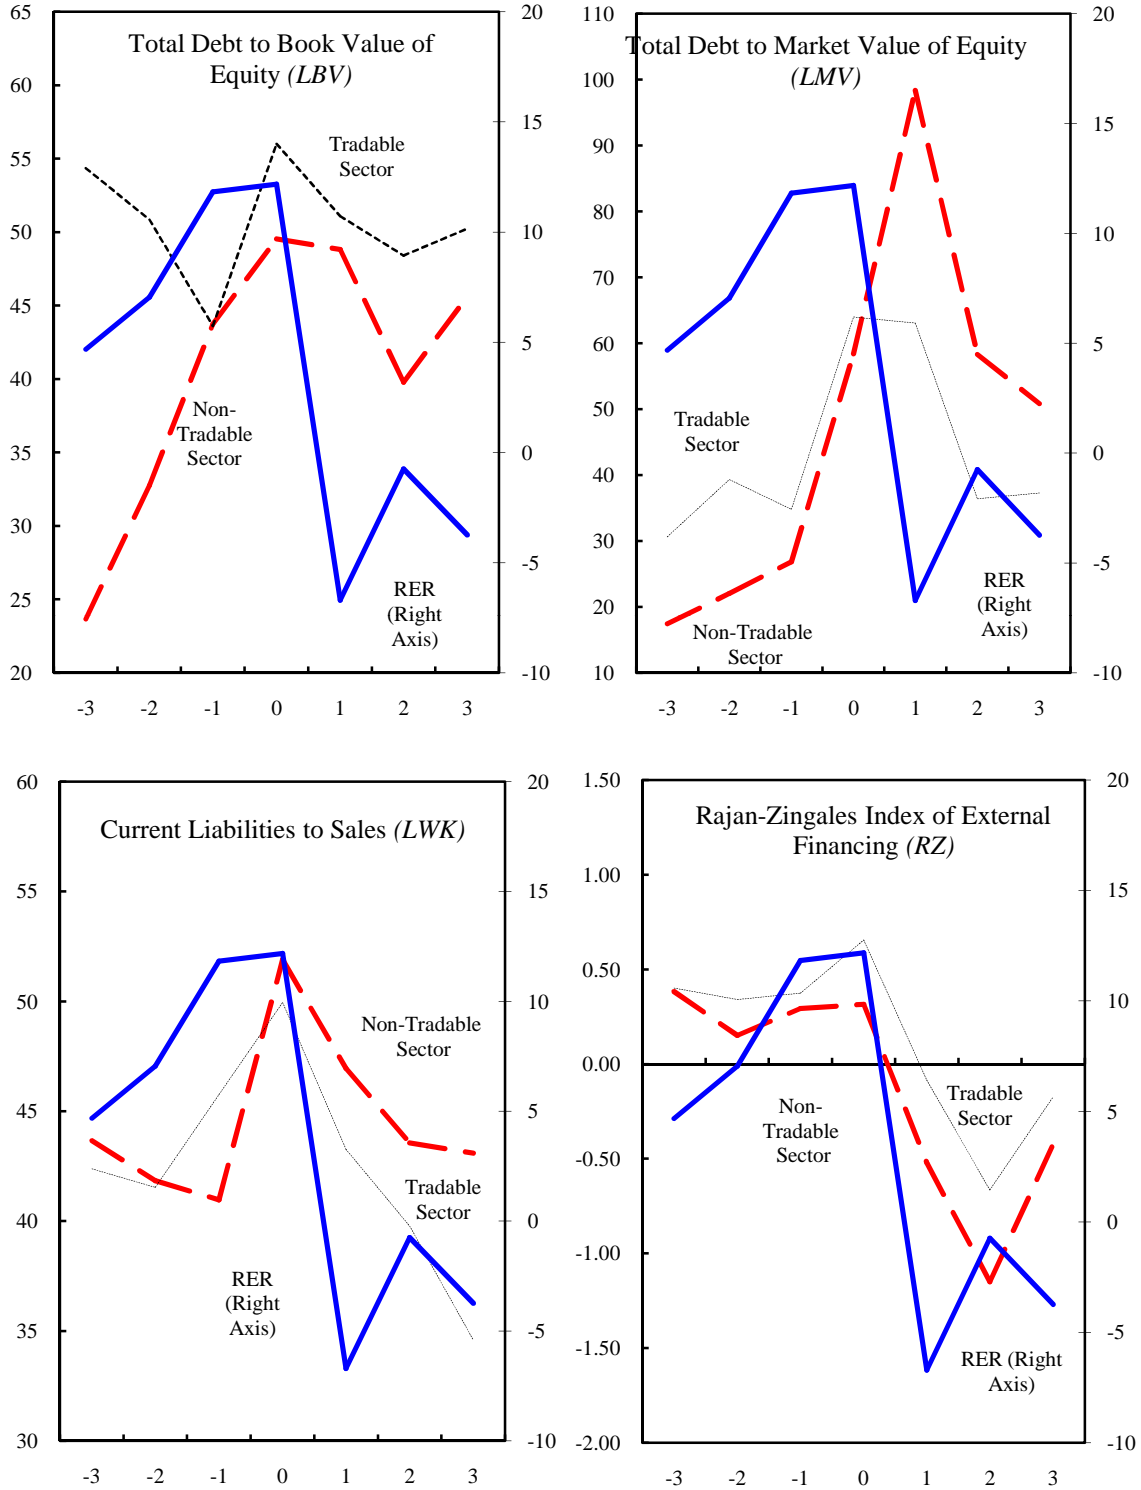 Total Debt to Book Value of
Equity (LBV)
65
60
55
50
45
40
35
30
25
20
20
15
10
5
0
-5
-10
Tradable
Sector
Non-
Tradable
Sector
RER
(Right
Axis)
-3 -2 -1 0 1 2 3
Total Debt to Market Value of Equity
(LMV)
110
100
90
80
70
60
50
40
30
20
10
20
15
10
5
0
-5
-10
Tradable
Sector
Non-Tradable
Sector
RER
(Right
Axis)
-3 -2 -1 0 1 2 3
Current Liabilities to Sales (LWK)
60
55
50
45
40
35
30
20
15
10
5
0
-5
-10
Non-Tradable
Sector
Tradable
Sector
RER
(Right
Axis)
-3 -2 -1 0 1 2 3
Rajan-Zingales Index of External
Financing (RZ)
1.50
1.00
0.50
0.00
-0.50
-1.00
-1.50
-2.00
20
15
10
5
0
-5
-10
Non-
Tradable
Sector
Tradable
Sector
RER (Right
Axis)
-3 -2 -1 0 1 2 3